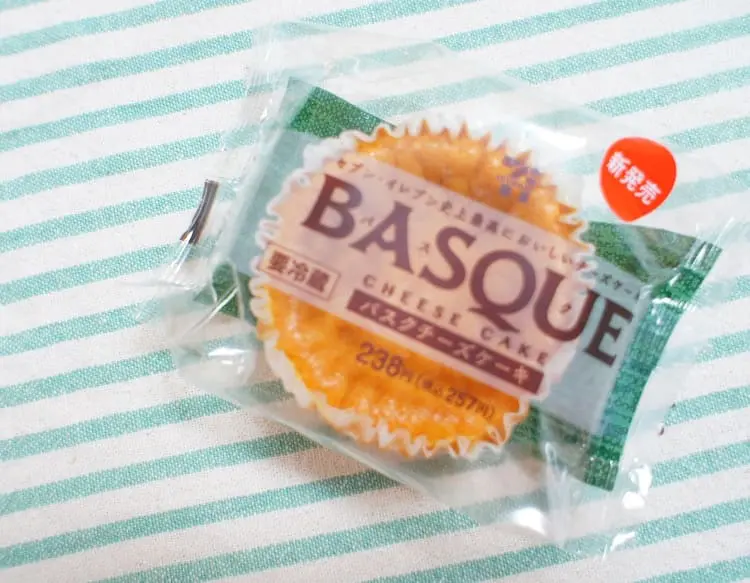 新発売
セブン-イレブン史上最高においしいチーズケーキ
BASQUE
バスク
要冷蔵
CHEESE CAKE
バスクチーズケーキ
238円(税込257円)